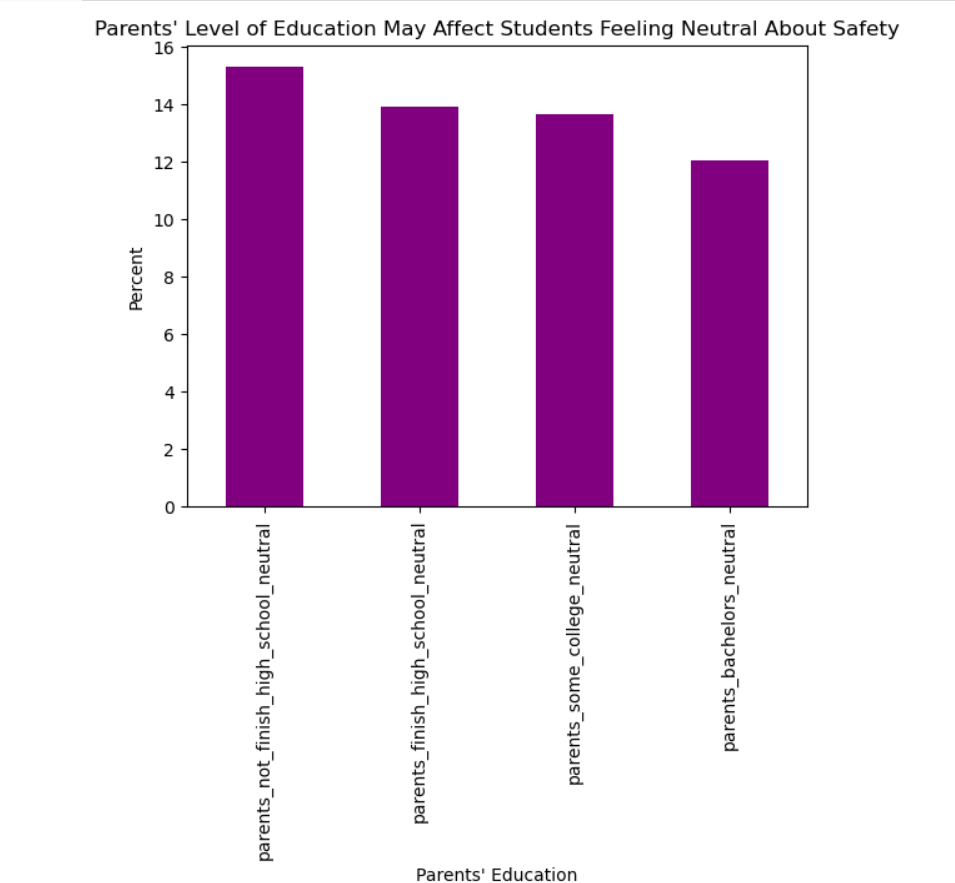 Parents' Level of Education May Affect Students Feeling Neutral About Safety
16
14
12
10
8
6
4
2
0
Percent
parents_not_finish_high_school_neutral
parents_finish_high_school_neutral
parents_some_college_neutral
parents_bachelors_neutral
Parents' Education